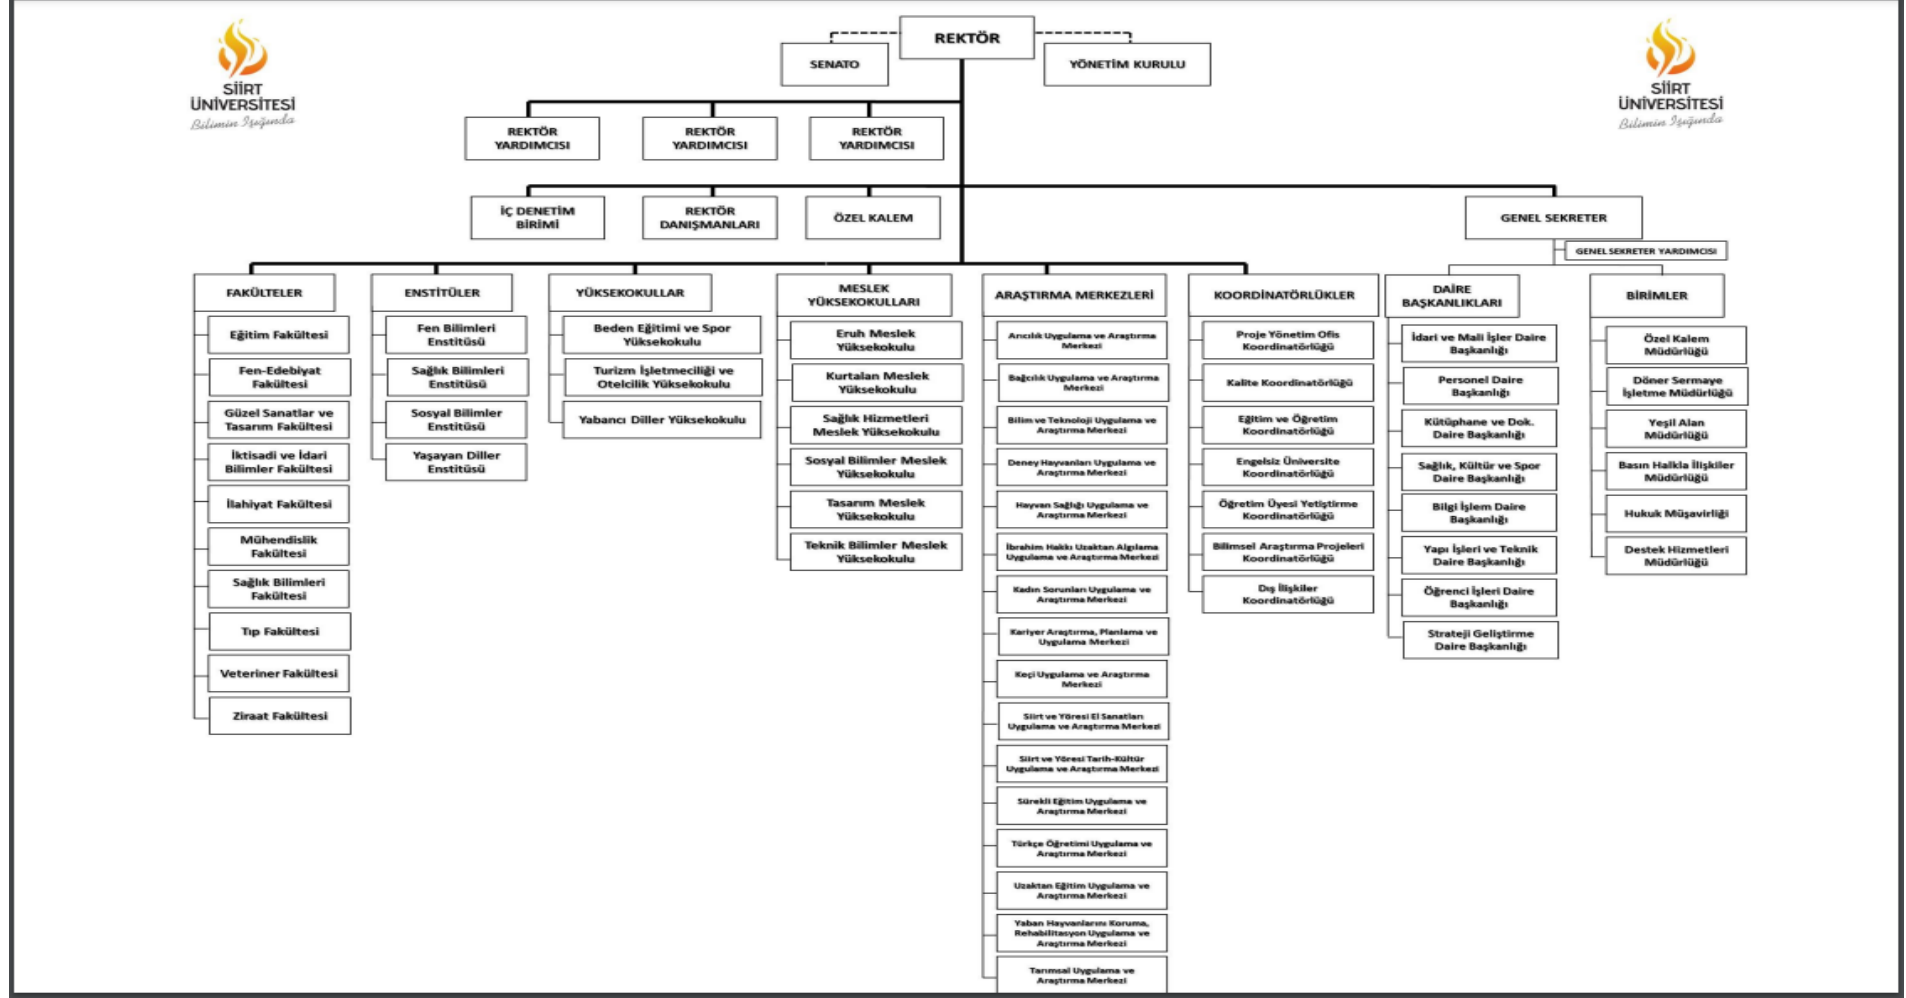 SİİRT
ÜNİVERSİTESİ
Bilimin Işığında
REKTÖR
SENATO
YÖNETİM KURULU
SİİRT
ÜNİVERSİTESİ
Bilimin Işığında
REKTÖR
YARDIMCISI
REKTÖR
YARDIMCISI
REKTÖR
YARDIMCISI
İÇ DENETİM
BİRİMİ
REKTÖR
DANIŞMANLARI
ÖZEL KALEM
GENEL SEKRETER
GENEL SEKRETER YARDIMCISI
FAKÜLTELER
Eğitim Fakültesi
Fen-Edebiyat
Fakültesi
Güzel Sanatlar ve
Tasarım Fakültesi
İktisadi ve İdari
Bilimler Fakültesi
İlahiyat Fakültesi
Mühendislik
Fakültesi
Sağlık Bilimleri
Fakültesi
Tıp Fakültesi
Veteriner Fakültesi
Ziraat Fakültesi
ENSTİTÜLER
Fen Bilimleri
Enstitüsü
Sağlık Bilimleri
Enstitüsü
Sosyal Bilimler
Enstitüsü
Yaşayan Diller
Enstitüsü
YÜKSEKOKULLAR
Beden Eğitimi ve Spor
Yüksekokulu
Turizm İşletmeciliği ve
Otelcilik Yüksekokulu
Yabancı Diller Yüksekokulu
MESLEK
YÜKSEKOKULLARI
Eruh Meslek
Yüksekokulu
Kurtalan Meslek
Yüksekokulu
Sağlık Hizmetleri
Meslek Yüksekokulu
Sosyal Bilimler Meslek
Yüksekokulu
Tasarım Meslek
Yüksekokulu
Teknik Bilimler Meslek
Yüksekokulu
ARAŞTIRMA MERKEZLERİ
Arıcılık Uygulama ve Araştırma
Merkezi
Bağcılık Uygulama ve Araştırma
Merkezi
Bilim ve Teknoloji Uygulama ve
Araştırma Merkezi
Deney Hayvanları Uygulama ve
Araştırma Merkezi
Hayvan Sağlığı Uygulama ve
Araştırma Merkezi
İbrahim Hakkı Uzaktan Algılama
Uygulama ve Araştırma Merkezi
Kadın Sorunları Uygulama ve
Araştırma Merkezi
Kariyer Araştırma, Planlama ve
Uygulama Merkezi
Keçi Uygulama ve Araştırma
Merkezi
Siirt ve Yöresi El Sanatları
Uygulama ve Araştırma Merkezi
Siirt ve Yöresi Tarih-Kültür
Uygulama ve Araştırma Merkezi
Sürekli Eğitim Uygulama ve
Araştırma Merkezi
Türkçe Öğretimi Uygulama ve
Araştırma Merkezi
Uzaktan Eğitim Uygulama ve
Araştırma Merkezi
Yaban Hayvanlarını Koruma,
Rehabilitasyon Uygulama ve
Araştırma Merkezi
Tarımsal Uygulama ve
Araştırma Merkezi
KOORDİNATÖRLÜKLER
Proje Yönetim Ofis
Koordinatörlüğü
Kalite Koordinatörlüğü
Eğitim ve Öğretim
Koordinatörlüğü
Engelsiz Üniversite
Koordinatörlüğü
Öğretim Üyesi Yetiştirme
Koordinatörlüğü
Bilimsel Araştırma Projeleri
Koordinatörlüğü
Dış İlişkiler
Koordinatörlüğü
DAİRE
BAŞKANLIKLARI
İdari ve Mali İşler Daire
Başkanlığı
Personel Daire
Başkanlığı
Kütüphane ve Dok.
Daire Başkanlığı
Sağlık, Kültür ve Spor
Daire Başkanlığı
Bilgi İşlem Daire
Başkanlığı
Yapı İşleri ve Teknik
Daire Başkanlığı
Öğrenci İşleri Daire
Başkanlığı
Strateji Geliştirme
Daire Başkanlığı
BİRİMLER
Özel Kalem
Müdürlüğü
Döner Sermaye
İşletme Müdürlüğü
Yeşil Alan
Müdürlüğü
Basın Halkla İlişkiler
Müdürlüğü
Hukuk Müşavirliği
Destek Hizmetleri
Müdürlüğü